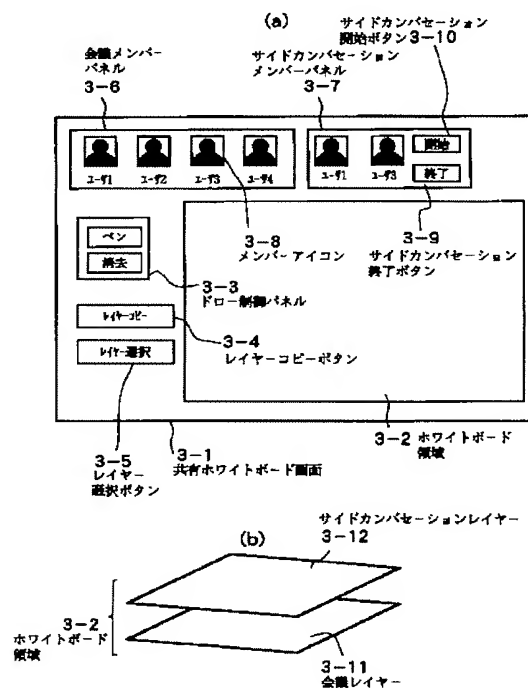 (a)
サイドカンバセーション
開始ボタン3-10
会議メンバー
パネル
3-6
サイドカンバセーション
メンバーパネル
3-7
ユーザ1 ユーザ2 ユーザ3 ユーザ4
ユーザ1 ユーザ3
開始
終了
3-8
メンバーアイコン
3-9
サイドカンバセーション
終了ボタン
ペン
消去
3-3
ドロー制御パネル
レイヤーコピー
3-4
レイヤーコピーボタン
レイヤー選択
3-5
レイヤー
選択ボタン
3-1
共有ホワイトボード画面
3-2 ホワイトボード
領域
(b)
サイドカンバセーションレイヤー
3-12
3-2
ホワイトボード
領域
3-11
会議レイヤー